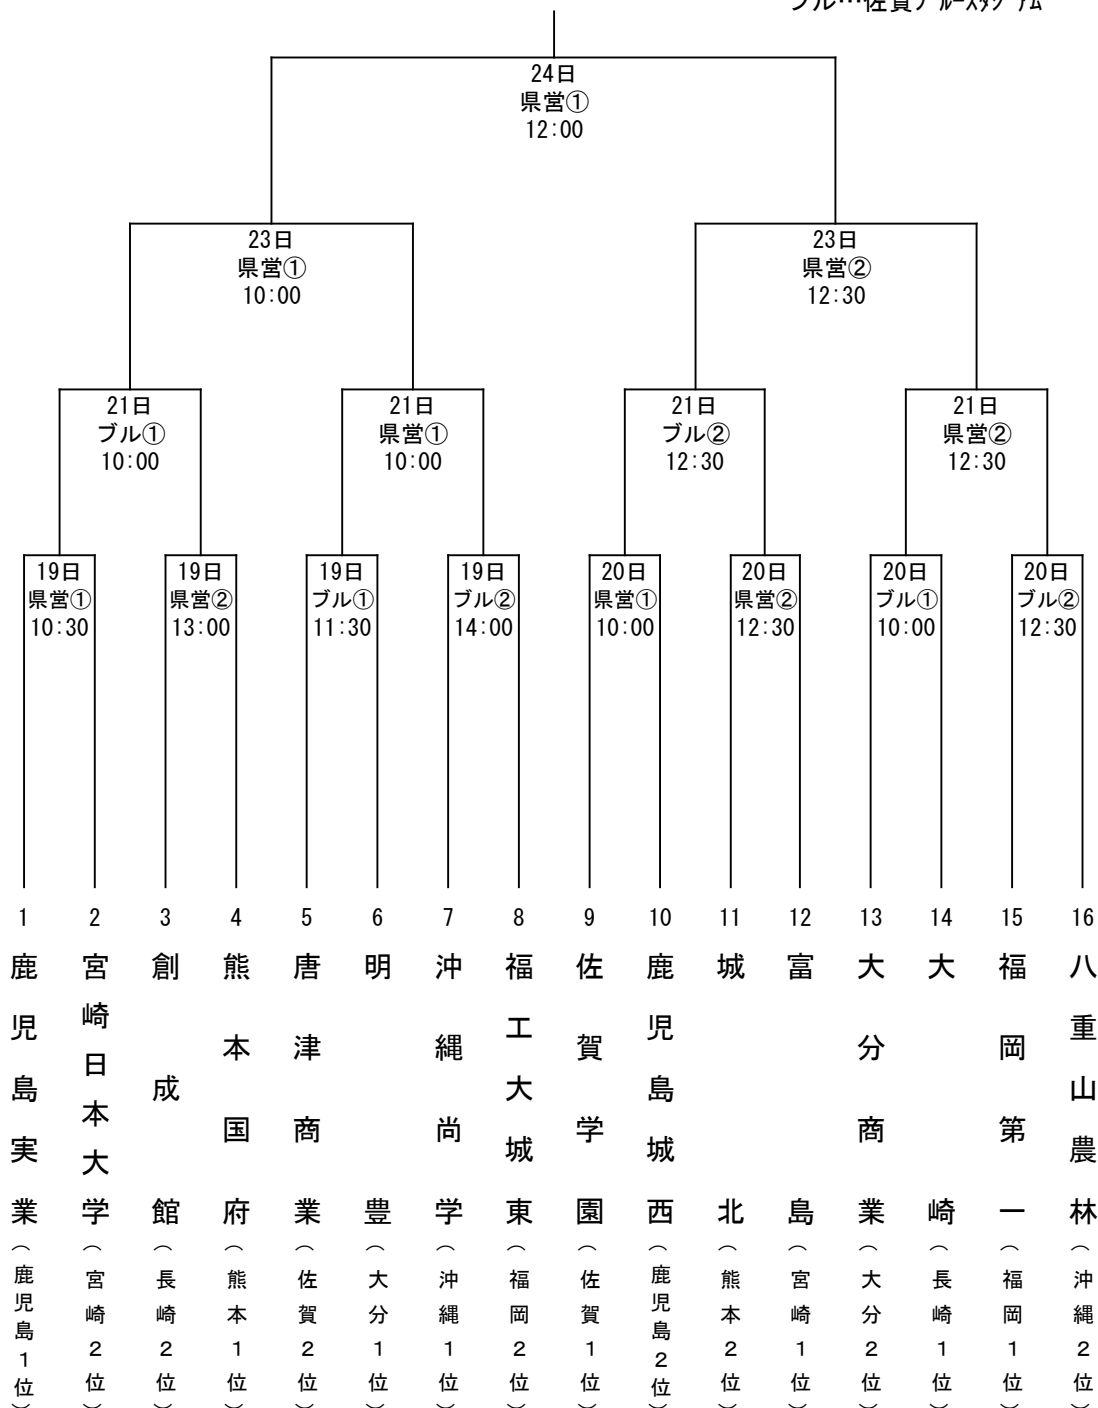 ブル…佐賀ブルースタジアム
24日
県営①
12:00
23日
県営①
10:00
23日
県営②
12:30
21日
ブル①
10:00
21日
県営①
10:00
21日
ブル②
12:30
21日
県営②
12:30
19日
県営①
10:30
19日
県営②
13:00
19日
ブル①
11:30
19日
ブル②
14:00
20日
県営①
10:00
20日
県営②
12:30
20日
ブル①
10:00
20日
ブル②
12:30
1
鹿児島実業
(鹿児島1位)
2
宮崎日本大学
(宮崎2位)
3
創成館
(長崎2位)
4
熊本国府
(熊本1位)
5
唐津商業
(佐賀2位)
6
明豊
(大分1位)
7
沖縄尚学
(沖縄1位)
8
福工大城東
(福岡2位)
9
佐賀学園
(佐賀1位)
10
鹿児島城西
(鹿児島2位)
11
城北
(熊本2位)
12
富島
(宮崎1位)
13
大分商業
(大分2位)
14
大崎
(長崎1位)
15
福岡第一
(福岡1位)
16
八重山農林
(沖縄2位)